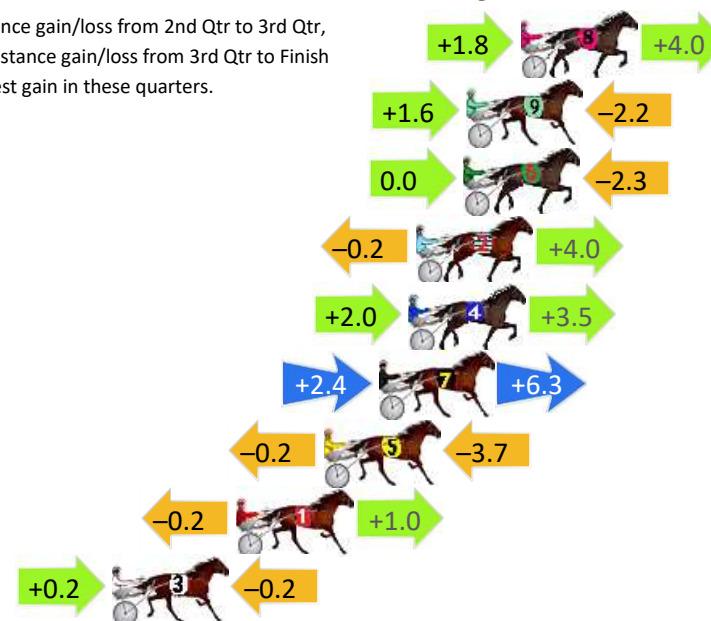 nce gain/loss from 2nd Qtr to 3rd Qtr,
stance gain/loss from 3rd Qtr to Finish
est gain in these quarters.
+1.8 8 +4.0
+1.6 9 –2.2
0.0 6 –2.3
–0.2 2 +4.0
+2.0 4 +3.5
+2.4 7 +6.3
–0.2 5 –3.7
–0.2 1 +1.0
+0.2 3 –0.2